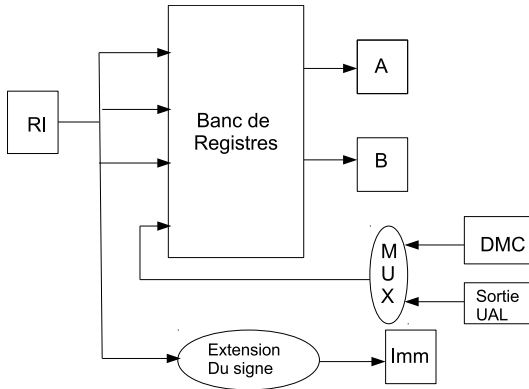 RI
Banc de
Registres
A
B
M
U
X
DMC
Sortie
UAL
Extension
Du signe
Imm